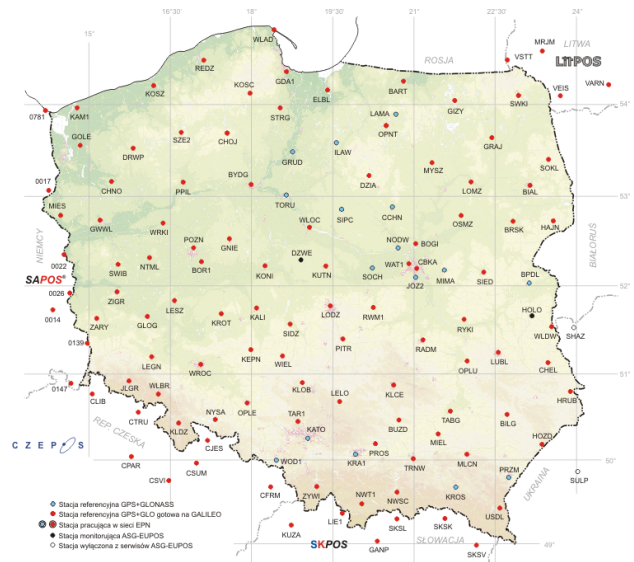 MRJM
LITWA
WLAD
VSTT
LITPOS
REDZ
ROSJA
15°
16°30'
18°
19°30'
21°
22°30'
24°
GDA1
KOSC
KOSZ
ELBL
BART
VEIS
VARN
SWKI
54°
0781
KAM1
STRG
LAMA
GIZY
OPNT
GOLE
SZE2
CHOJ
GRAJ
DRWP
GRUD
ILAW
MYSZ
SOKL
0017
CHNO
PPIL
BYDG
DZIA
LOMZ
BIAL
53°
TORU
MIES
GWWL
WRKI
WLOC
SIPC
CCHN
OSMZ
BRSK
HAJN
NIEMCY
POZN
GNIE
DZWE
NODW
BOGI
BIAŁORUŚ
0022
SWIB
NTML
BOR1
KONI
KUTN
SOCH
WAT1
CBKA
MIMA
SIED
BPDL
52°
SAPOS
JOZ2
0026
ZIGR
LESZ
HOLO
0014
ZARY
GLOG
KROT
KALI
LODZ
RWM1
RYKI
WLDW
SHAZ
SIDZ
0139
PITR
RADM
LEGN
KEPN
WIEL
OPLU
LUBL
CHEL
51°
WROC
0147
JLGR
WLBR
KLOB
KLCE
HRUB
CLIB
LELO
OPLE
CTRU
NYSA
TAR1
BUZD
TABG
BILG
REP CZESKA
KLDZ
KATO
MIEL
HOZD
CZEPOS
CJES
PROS
CPAR
CSUM
WOD1
KRA1
TRNW
MLCN
PRZM
50°
CSVI
UKRAINA
SULP
CFRM
ZYWI
NWT1
NWSC
KROS
USDL
Stacja referencyjna GPS+GLONASS
Stacja referencyjna GPS+GLO gotowa na GALILEO
LIE1
SKSL
SKSK
Stacja pracująca w sieci EPN
KUZA
Stacja monitorująca ASG-EUPOS
SKPOS
GANP
SŁOWACJA
SKSV
49°
Stacja wyłączona z serwisów ASG-EUPOS